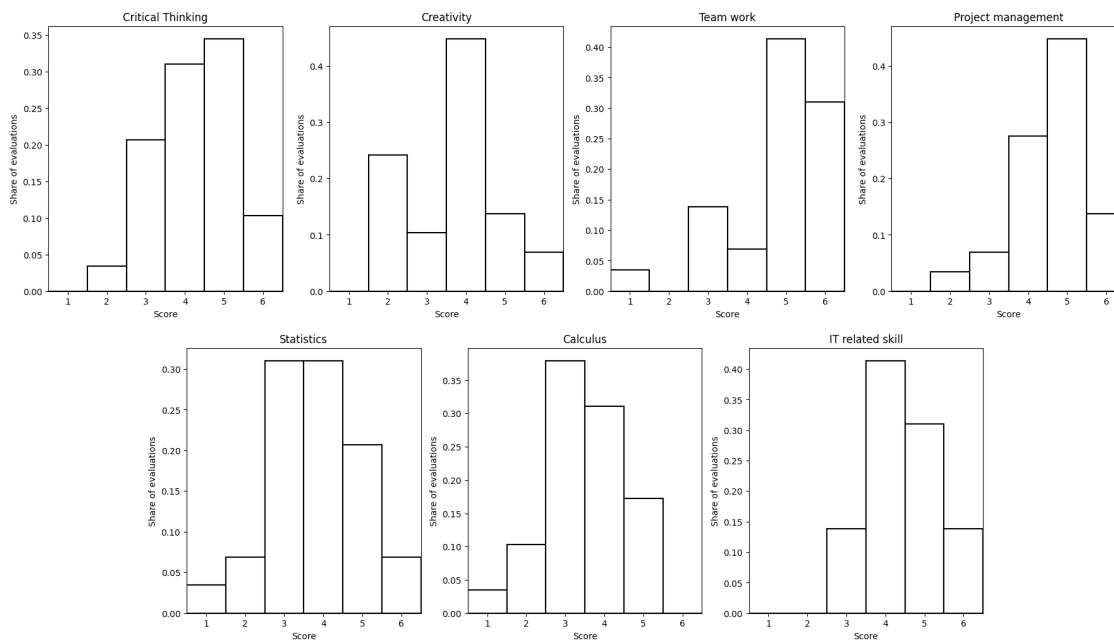 Critical Thinking
Share of evaluations
0.35
0.30
0.25
0.20
0.15
0.10
0.05
0.00
1 2 3 4 5 6
Score
Creativity
Share of evaluations
0.4
0.3
0.2
0.1
0.0
1 2 3 4 5 6
Score
Team work
Share of evaluations
0.40
0.35
0.30
0.25
0.20
0.15
0.10
0.05
0.00
1 2 3 4 5 6
Score
Project management
Share of evaluations
0.4
0.3
0.2
0.1
0.0
1 2 3 4 5 6
Score
Statistics
Share of evaluations
0.30
0.25
0.20
0.15
0.10
0.05
0.00
1 2 3 4 5 6
Score
Calculus
Share of evaluations
0.35
0.30
0.25
0.20
0.15
0.10
0.05
0.00
1 2 3 4 5 6
Score
IT related skill
Share of evaluations
0.40
0.35
0.30
0.25
0.20
0.15
0.10
0.05
0.00
1 2 3 4 5 6
Score